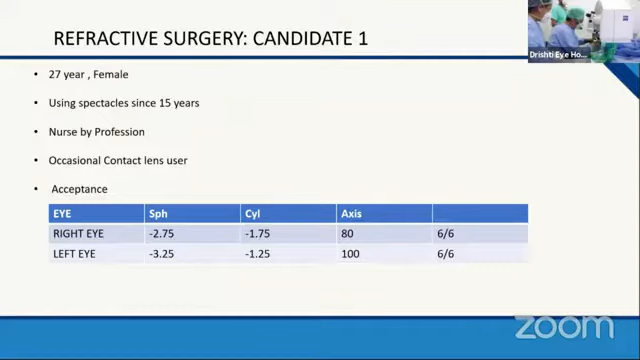 REFRACTIVE SURGERY: CANDIDATE 1
Drishti Eye Ho...
• 27 year , Female
• Using spectacles since 15 years
• Nurse by Profession
• Occasional Contact lens user
• Acceptance
EYE Sph Cyl Axis
RIGHT EYE -2.75 -1.75 80 6/6
LEFT EYE -3.25 -1.25 100 6/6
zoom